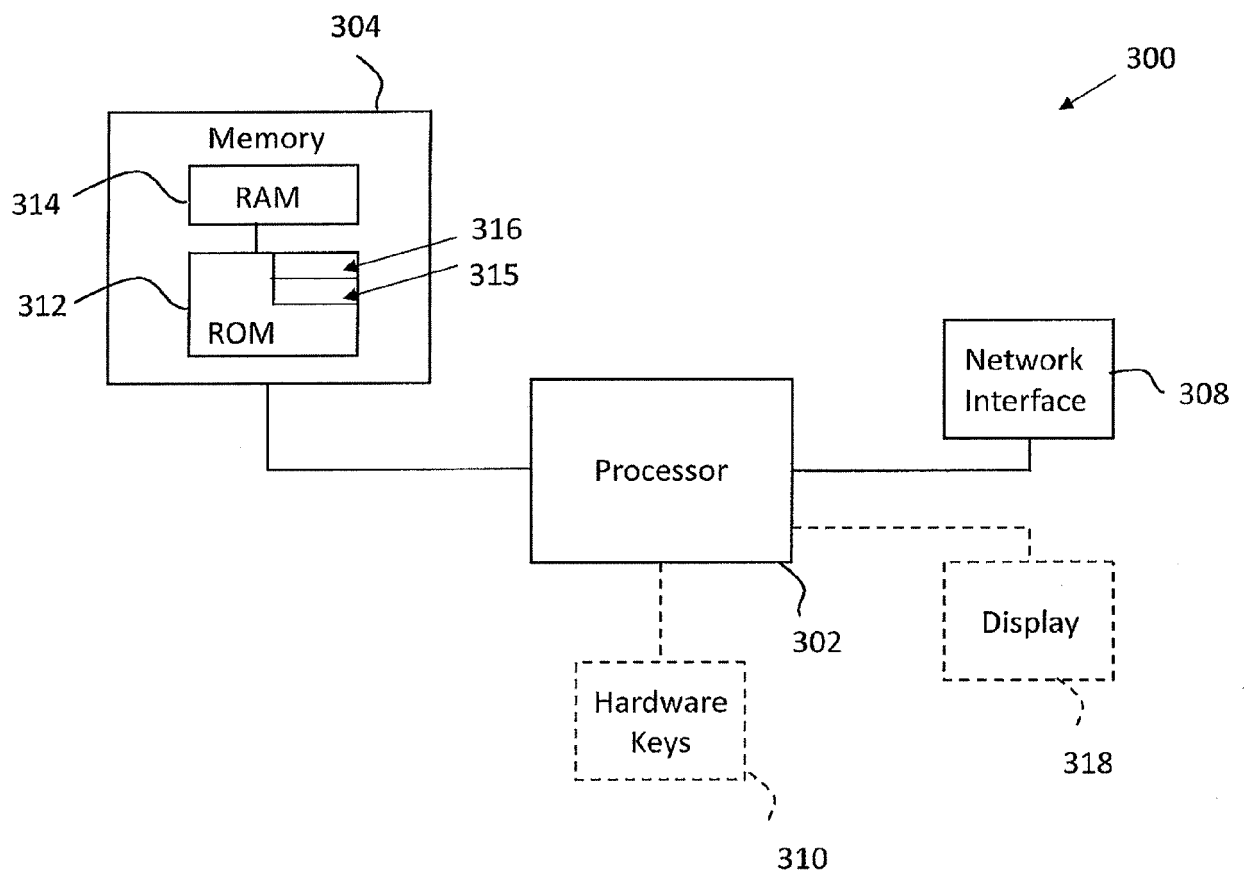 304
300
Memory
RAM
314
316
315
312
ROM
Network
Interface
308
Processor
302
Display
Hardware
Keys
318
310